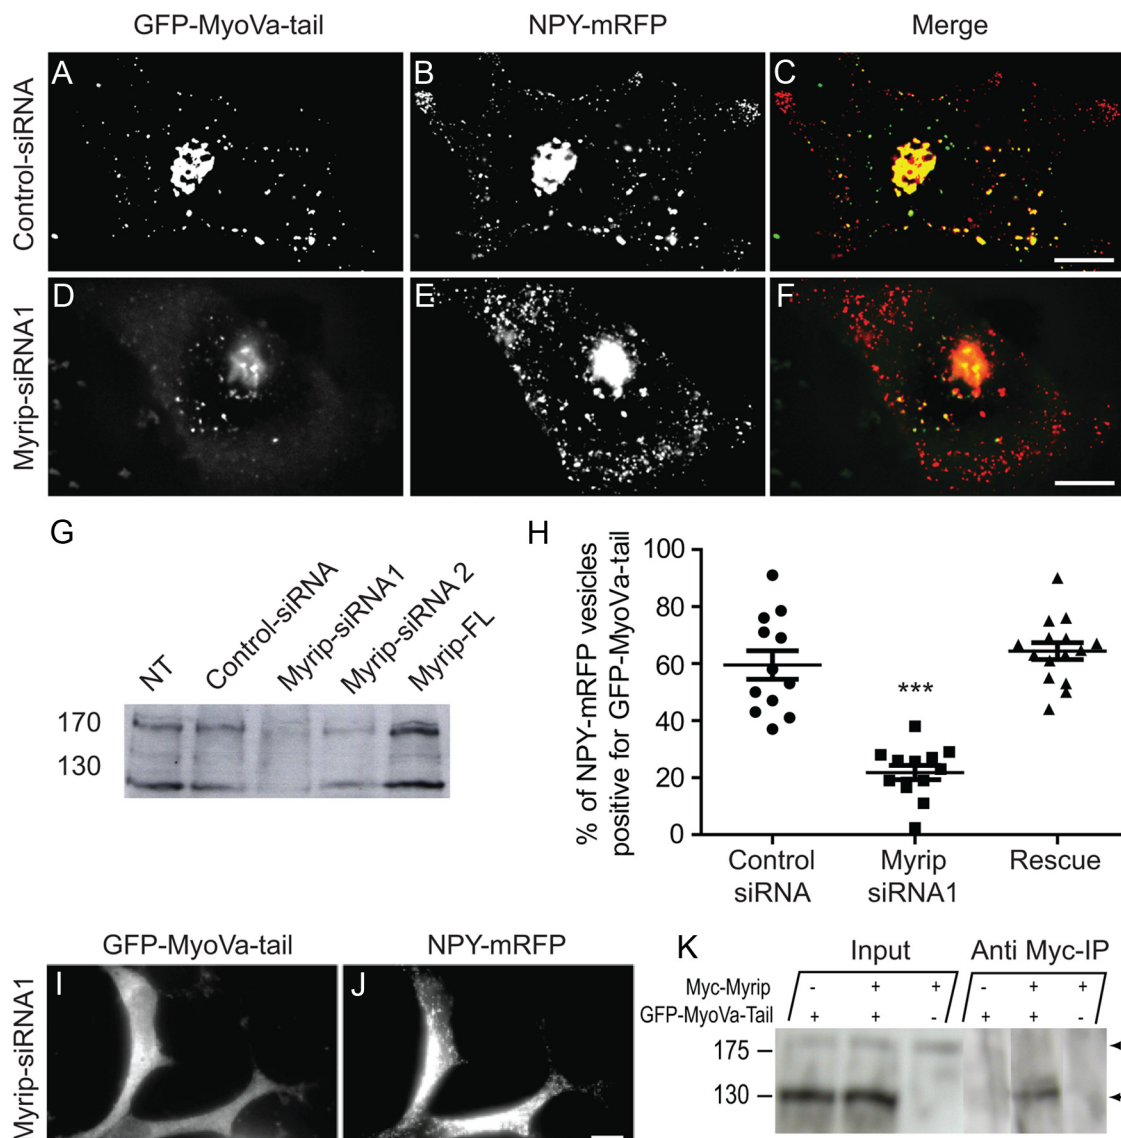 GFP-MyoVa-tail NPY-mRFP Merge
Control-siRNA
A B C
Myrip-siRNA1
D E F
G
NT Control-siRNA Myrip-siRNA1 Myrip-siRNA 2 Myrip-FL
170
130
H
% of NPY-mRFP vesicles
positive for GFP-MyoVa-tail
100
80
60
40
20
0
***
Control
siRNA
Myrip
siRNA1
Rescue
GFP-MyoVa-tail NPY-mRFP
Myrip-siRNA1
I J
K
Input Anti Myc-IP
Myc-Myrip - + + - + +
GFP-MyoVa-Tail + + - + + -
175
130